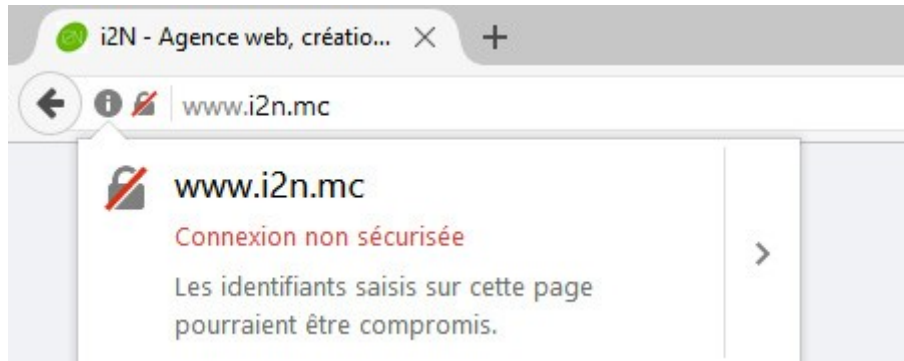 i2N - Agence web, créatio...
www.i2n.mc
www.i2n.mc
Connexion non sécurisée
Les identifiants saisis sur cette page
pourraient être compromis.